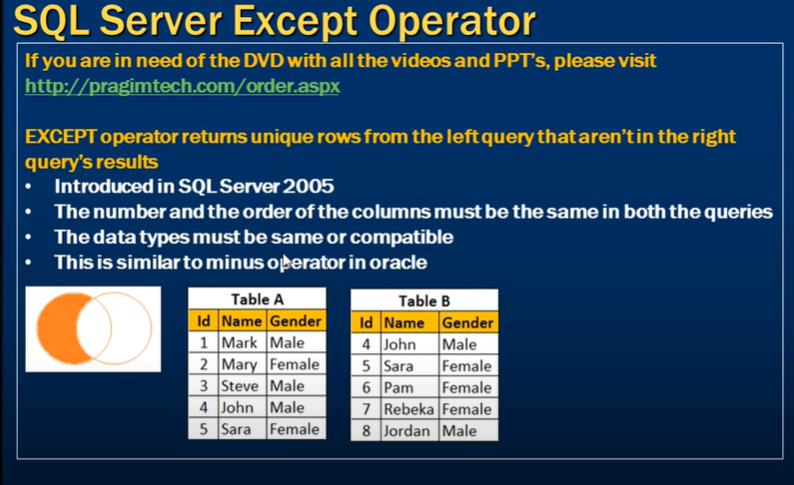 SQL Server Except Operator
If you are in need of the DVD with all the videos and PPT's, please visit
http://pragimtech.com/order.aspx
EXCEPT operator returns unique rows from the left query that aren't in the right
query's results
• Introduced in SQL Server 2005
• The number and the order of the columns must be the same in both the queries
• The data types must be same or compatible
• This is similar to minus operator in oracle
Table A
Id Name Gender
1 Mark Male
2 Mary Female
3 Steve Male
4 John Male
5 Sara Female
Table B
Id Name Gender
4 John Male
5 Sara Female
6 Pam Female
7 Rebeka Female
8 Jordan Male